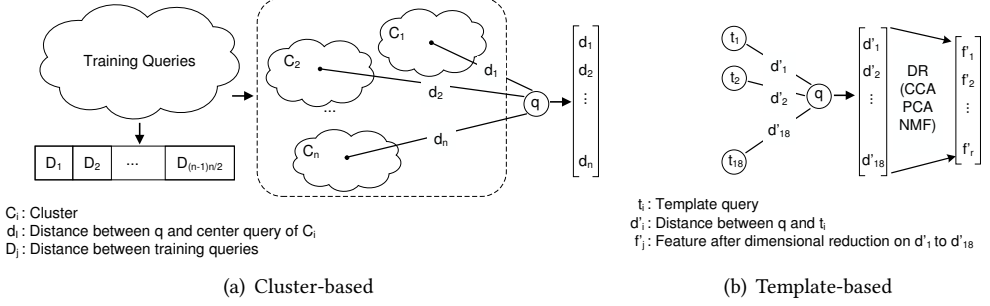 Training Queries
D1 D2 ... D(n-1)n/2
C1
C2
...
Cn
d1
d2
dn
q
d1
d2
⋮
dn
Ci : Cluster
di : Distance between q and center query of Ci
Dj : Distance between training queries
(a) Cluster-based
t1
t2
t18
d'1
d'2
d'18
q
d'1
d'2
⋮
d'18
DR
(CCA
PCA
NMF)
f'1
f'2
⋮
f'r
ti : Template query
d'i : Distance between q and ti
f'j : Feature after dimensional reduction on d'1 to d'18
(b) Template-based